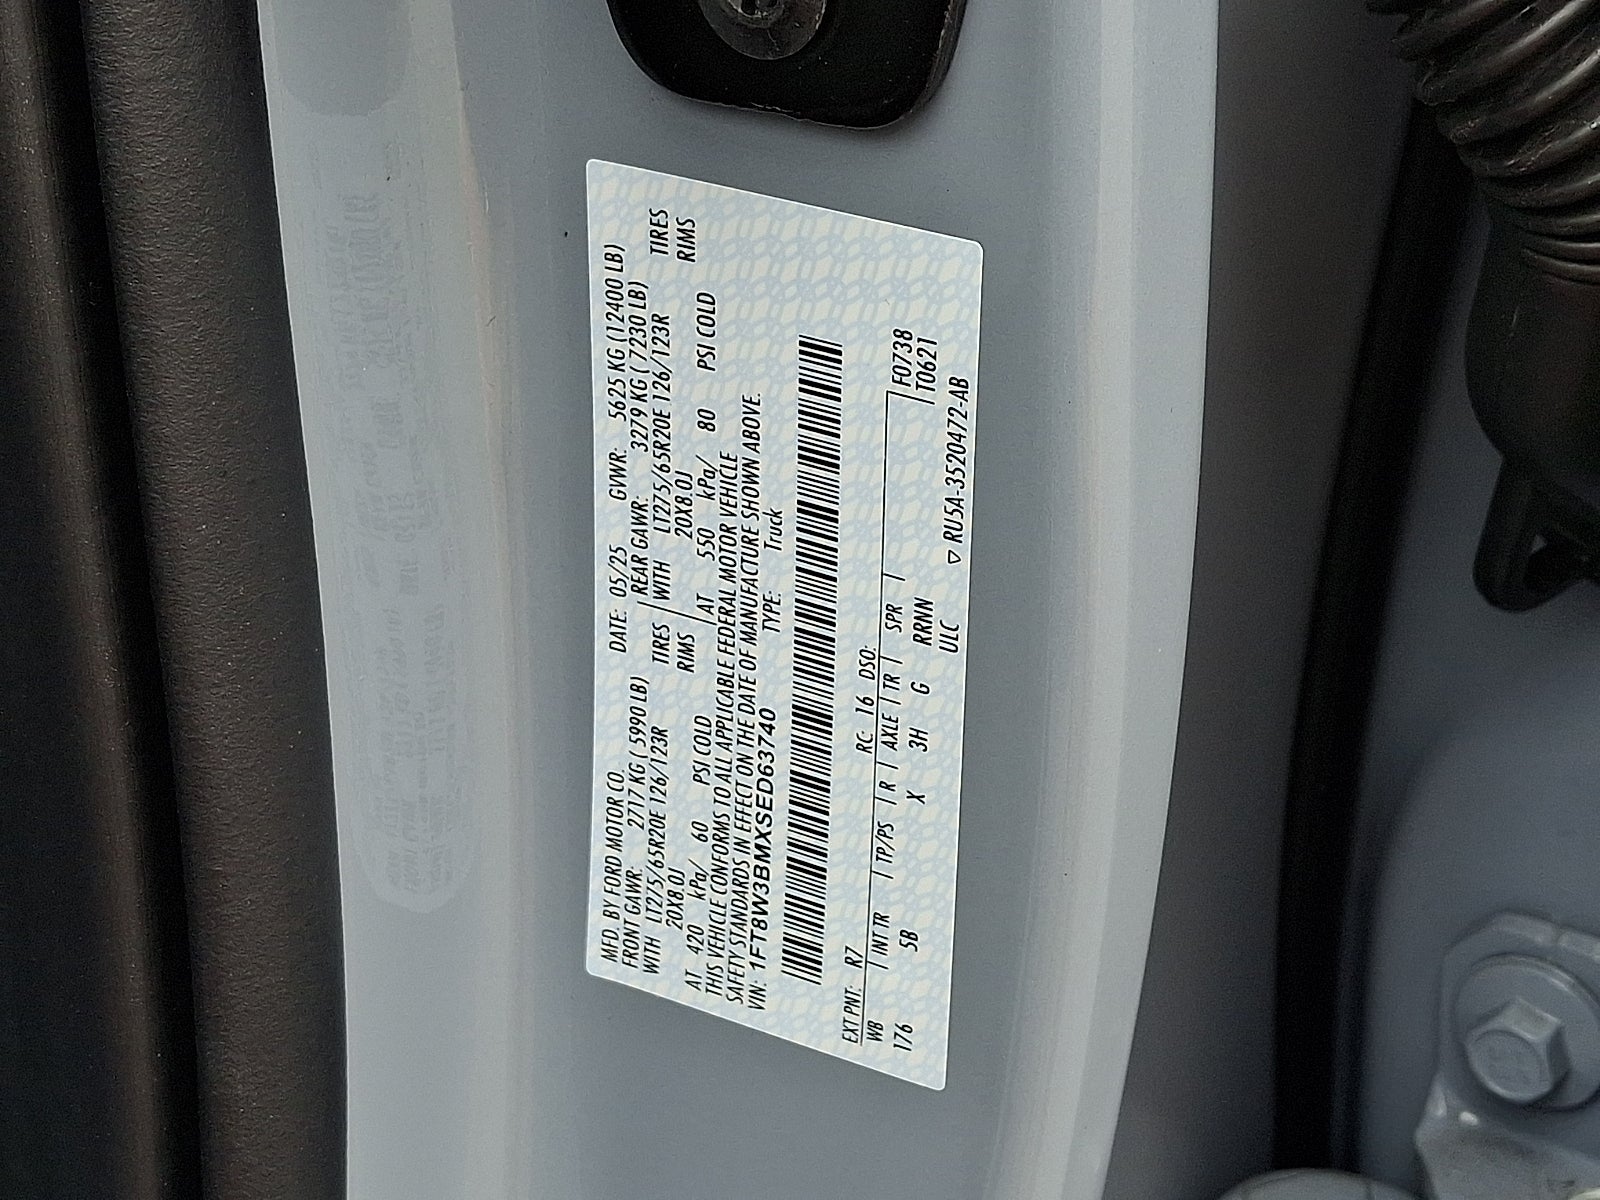 MFD. BY FORD MOTOR CO. DATE: 05/25 GVWR: 5625 KG (12400 LB)
FRONT GAWR: 2717 KG ( 5990 LB) REAR GAWR: 3279 KG ( 7230 LB)
WITH LT275/65R20E 126/123R TIRES WITH LT275/65R20E 126/123R TIRES
20X8.0J RIMS 20X8.0J RIMS
AT 420 kPa/ 60 PSI COLD AT 550 kPa/ 80 PSI COLD
THIS VEHICLE CONFORMS TO ALL APPLICABLE FEDERAL MOTOR VEHICLE
SAFETY STANDARDS IN EFFECT ON THE DATE OF MANUFACTURE SHOWN ABOVE.
VIN: 1FT8W3BMXSED63740 TYPE: Truck
EXT PNT: R7 RC: 16 DSO: F0738
WB INT TR TP/PS R AXLE TR SPR T0621
176 5B X 3H G RRNN
ULC ▽ RU5A-3520472-AB